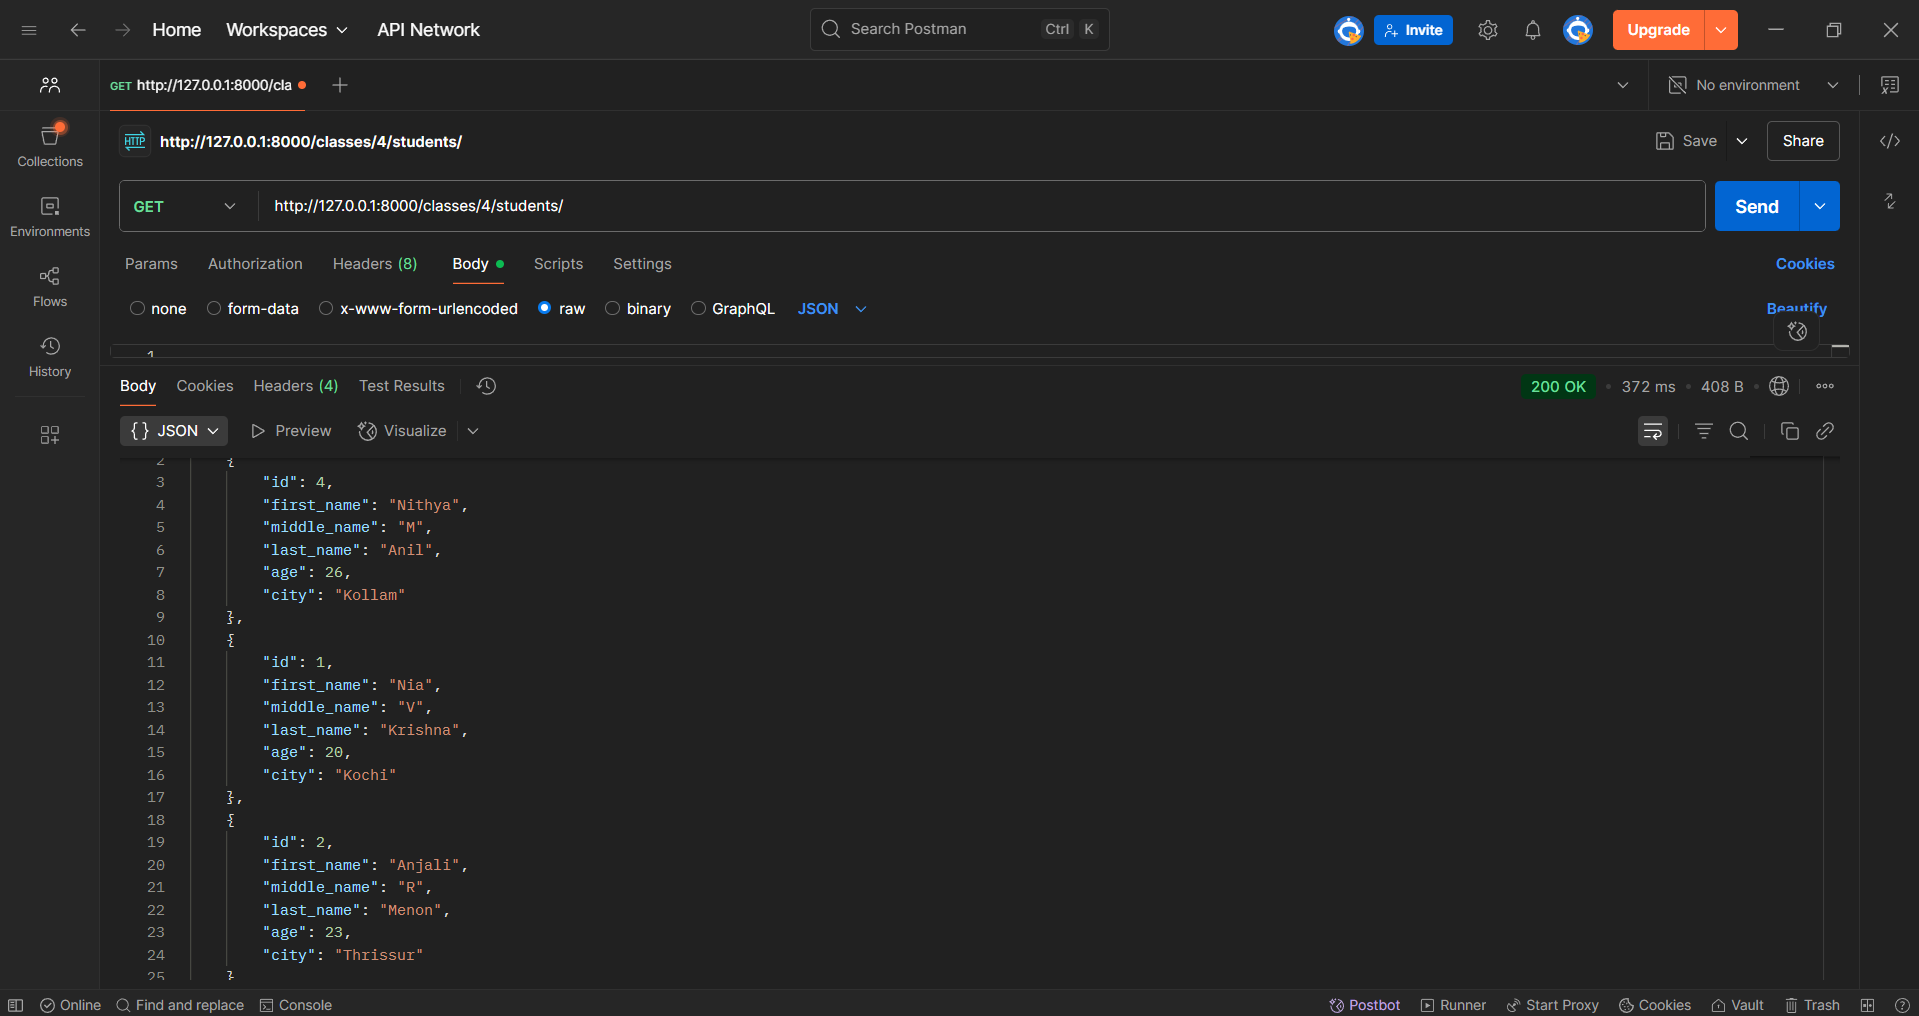 Home Workspaces API Network Search Postman Ctrl K Invite Upgrade
GET http://127.0.0.1:8000/cla No environment
HTTP http://127.0.0.1:8000/classes/4/students/ Save Share
Collections
GET http://127.0.0.1:8000/classes/4/students/ Send
Environments
Params Authorization Headers (8) Body Scripts Settings Cookies
Flows
none form-data x-www-form-urlencoded raw binary GraphQL JSON Beautify
1
History
Body Cookies Headers (4) Test Results 200 OK 372 ms 408 B
{} JSON Preview Visualize
2 {
3 "id": 4,
4 "first_name": "Nithya",
5 "middle_name": "M",
6 "last_name": "Anil",
7 "age": 26,
8 "city": "Kollam"
9 },
10 {
11 "id": 1,
12 "first_name": "Nia",
13 "middle_name": "V",
14 "last_name": "Krishna",
15 "age": 20,
16 "city": "Kochi"
17 },
18 {
19 "id": 2,
20 "first_name": "Anjali",
21 "middle_name": "R",
22 "last_name": "Menon",
23 "age": 23,
24 "city": "Thrissur"
25 }
Online Find and replace Console Postbot Runner Start Proxy Cookies Vault Trash